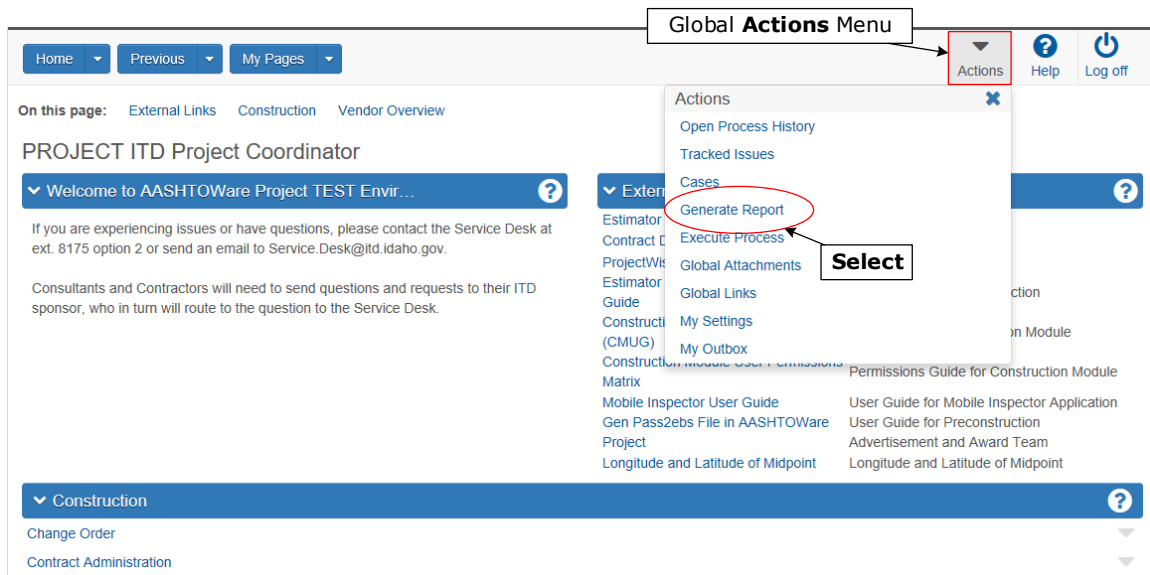 Global Actions Menu
Home
Previous
My Pages
Actions
Help
Log off
On this page: External Links Construction Vendor Overview
PROJECT ITD Project Coordinator
Welcome to AASHTOWare Project TEST Envir...
If you are experiencing issues or have questions, please contact the Service Desk at
ext. 8175 option 2 or send an email to Service.Desk@itd.idaho.gov.
Consultants and Contractors will need to send questions and requests to their ITD
sponsor, who in turn will route to the question to the Service Desk.
Actions
Open Process History
Tracked Issues
Cases
Generate Report
Execute Process
Global Attachments
Global Links
My Settings
My Outbox
Select
Extern
Estimator
Contract D
ProjectWis
Estimator
Guide
ction
Constructi
(CMUG)
on Module
Construction Module User Permissions
Matrix
Permissions Guide for Construction Module
Mobile Inspector User Guide
User Guide for Mobile Inspector Application
Gen Pass2ebs File in AASHTOWare
Project
User Guide for Preconstruction
Advertisement and Award Team
Longitude and Latitude of Midpoint
Longitude and Latitude of Midpoint
Construction
Change Order
Contract Administration